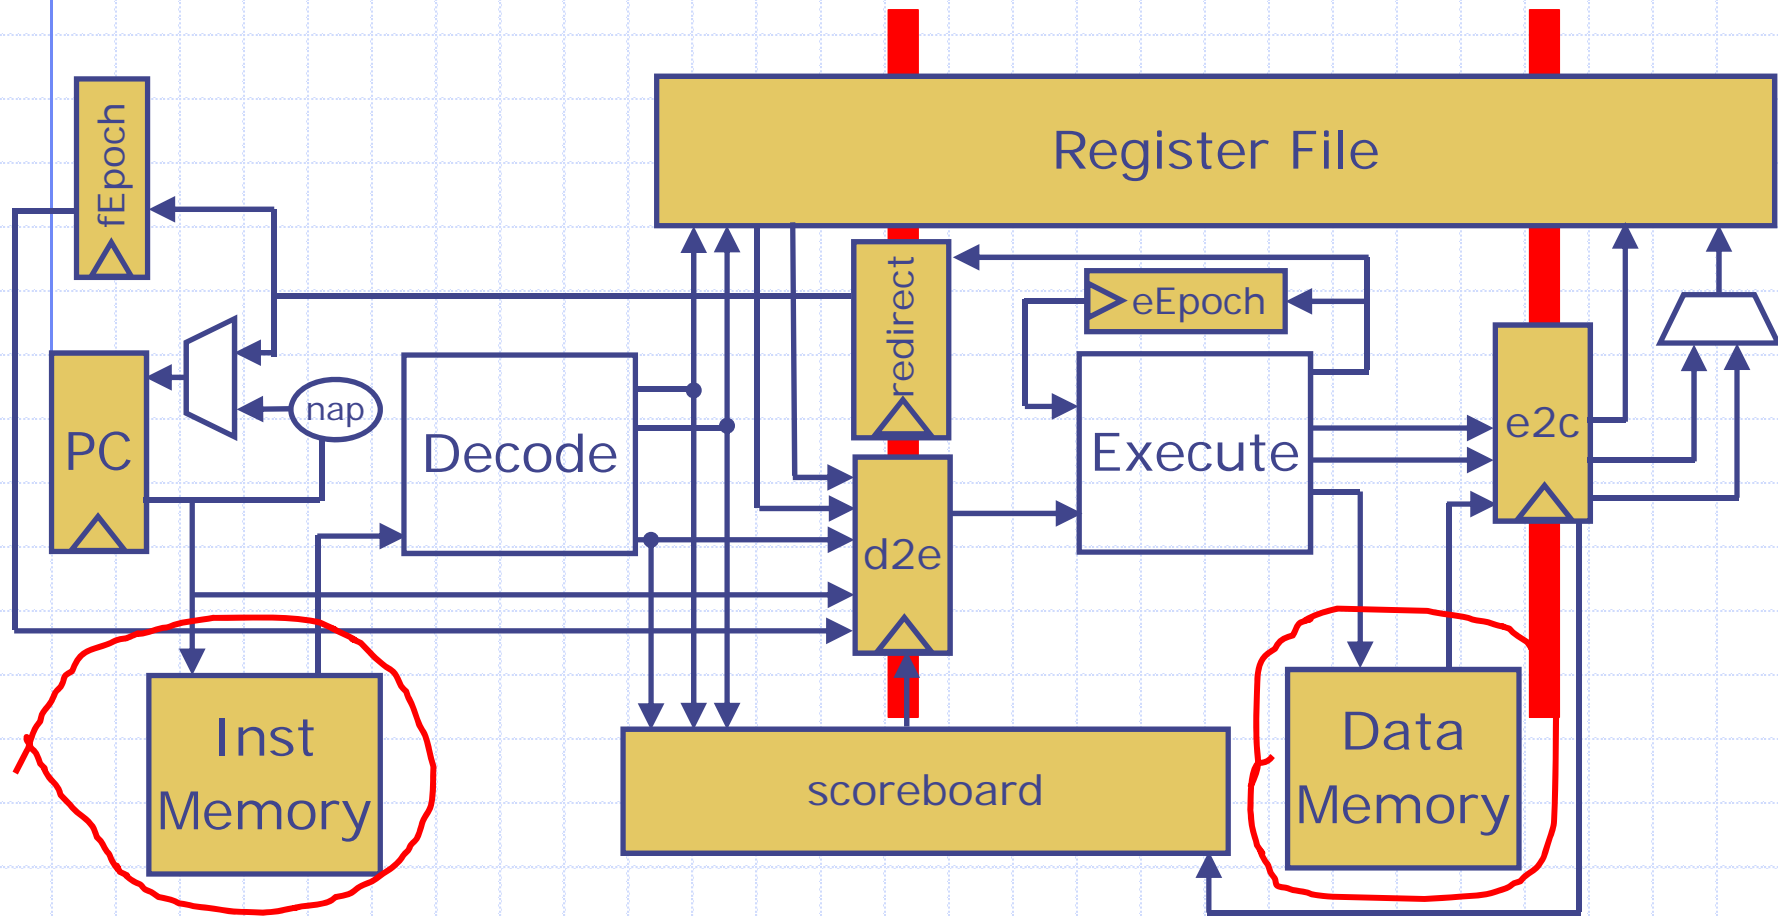 Register File
fEpoch
redirect
eEpoch
nap
PC
Decode
Execute
e2c
d2e
Inst
Memory
scoreboard
Data
Memory